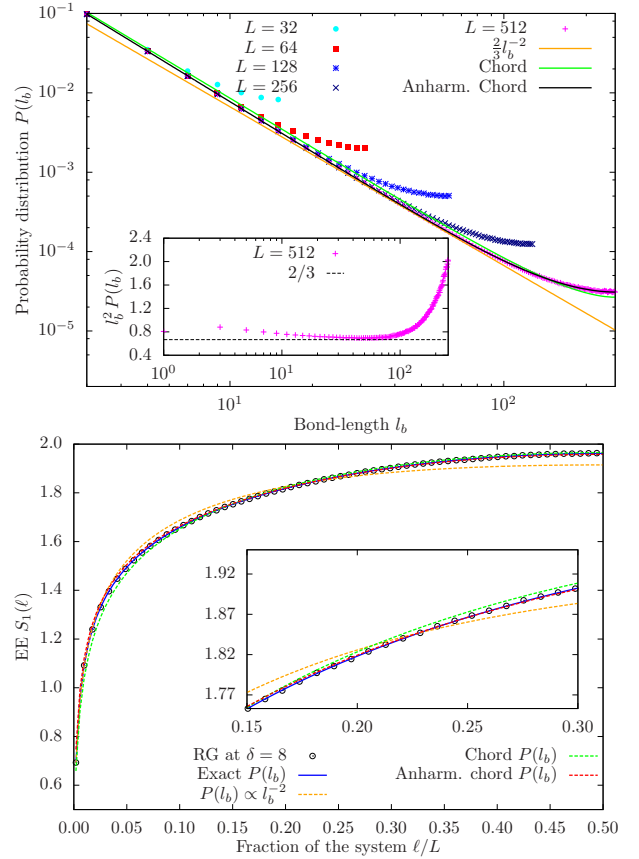 L = 32
L = 64
L = 128
L = 256
L = 512
2/3 l_b^{-2}
Chord
Anharm. Chord
Probability distribution P(l_b)
10^{-1}
10^{-2}
10^{-3}
10^{-4}
10^{-5}
l_b^2 P(l_b)
2.4
2.0
1.6
1.2
0.8
0.4
L = 512
2/3
10^0
10^1
10^2
10^1
10^2
Bond-length l_b
EE S_1(ℓ)
2.0
1.8
1.6
1.4
1.2
1.0
0.8
0.6
1.92
1.87
1.82
1.77
0.15
0.20
0.25
0.30
RG at δ = 8
Exact P(l_b)
P(l_b) ∝ l_b^{-2}
Chord P(l_b)
Anharm. chord P(l_b)
0.00 0.05 0.10 0.15 0.20 0.25 0.30 0.35 0.40 0.45 0.50
Fraction of the system ℓ/L